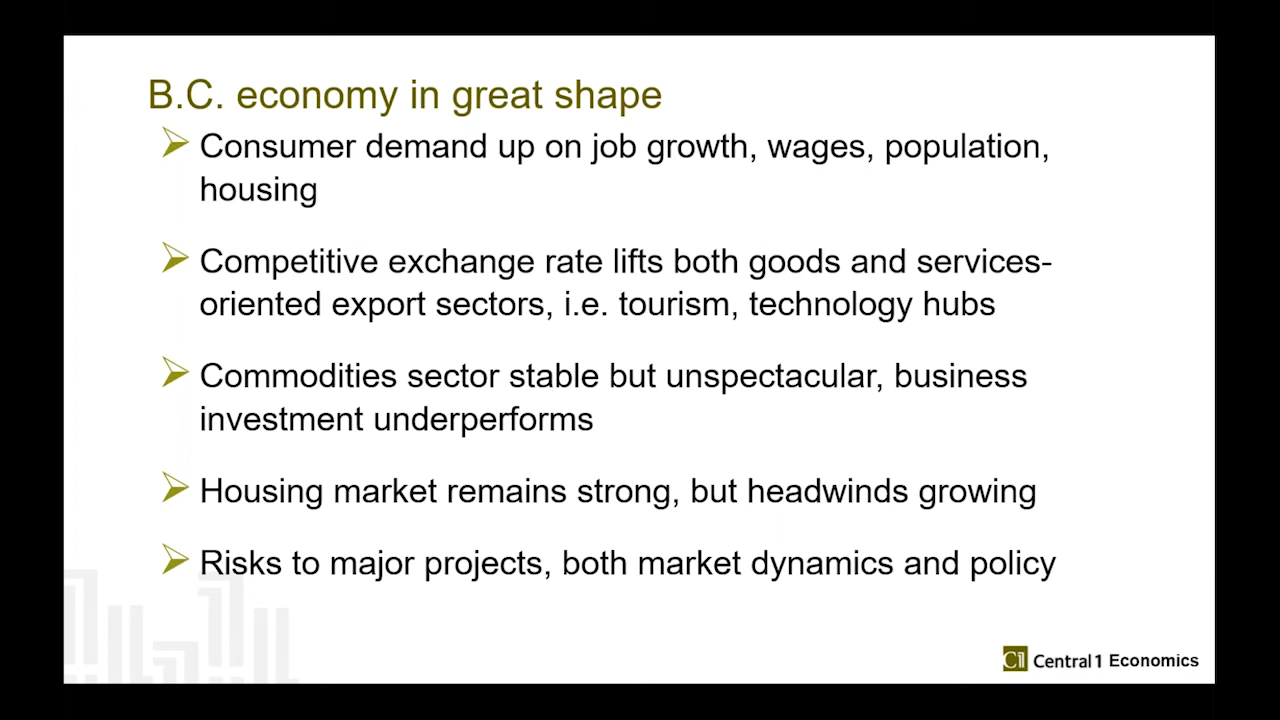 B.C. economy in great shape
Consumer demand up on job growth, wages, population,
housing
Competitive exchange rate lifts both goods and services-
oriented export sectors, i.e. tourism, technology hubs
Commodities sector stable but unspectacular, business
investment underperforms
Housing market remains strong, but headwinds growing
Risks to major projects, both market dynamics and policy
C1 Central 1 Economics